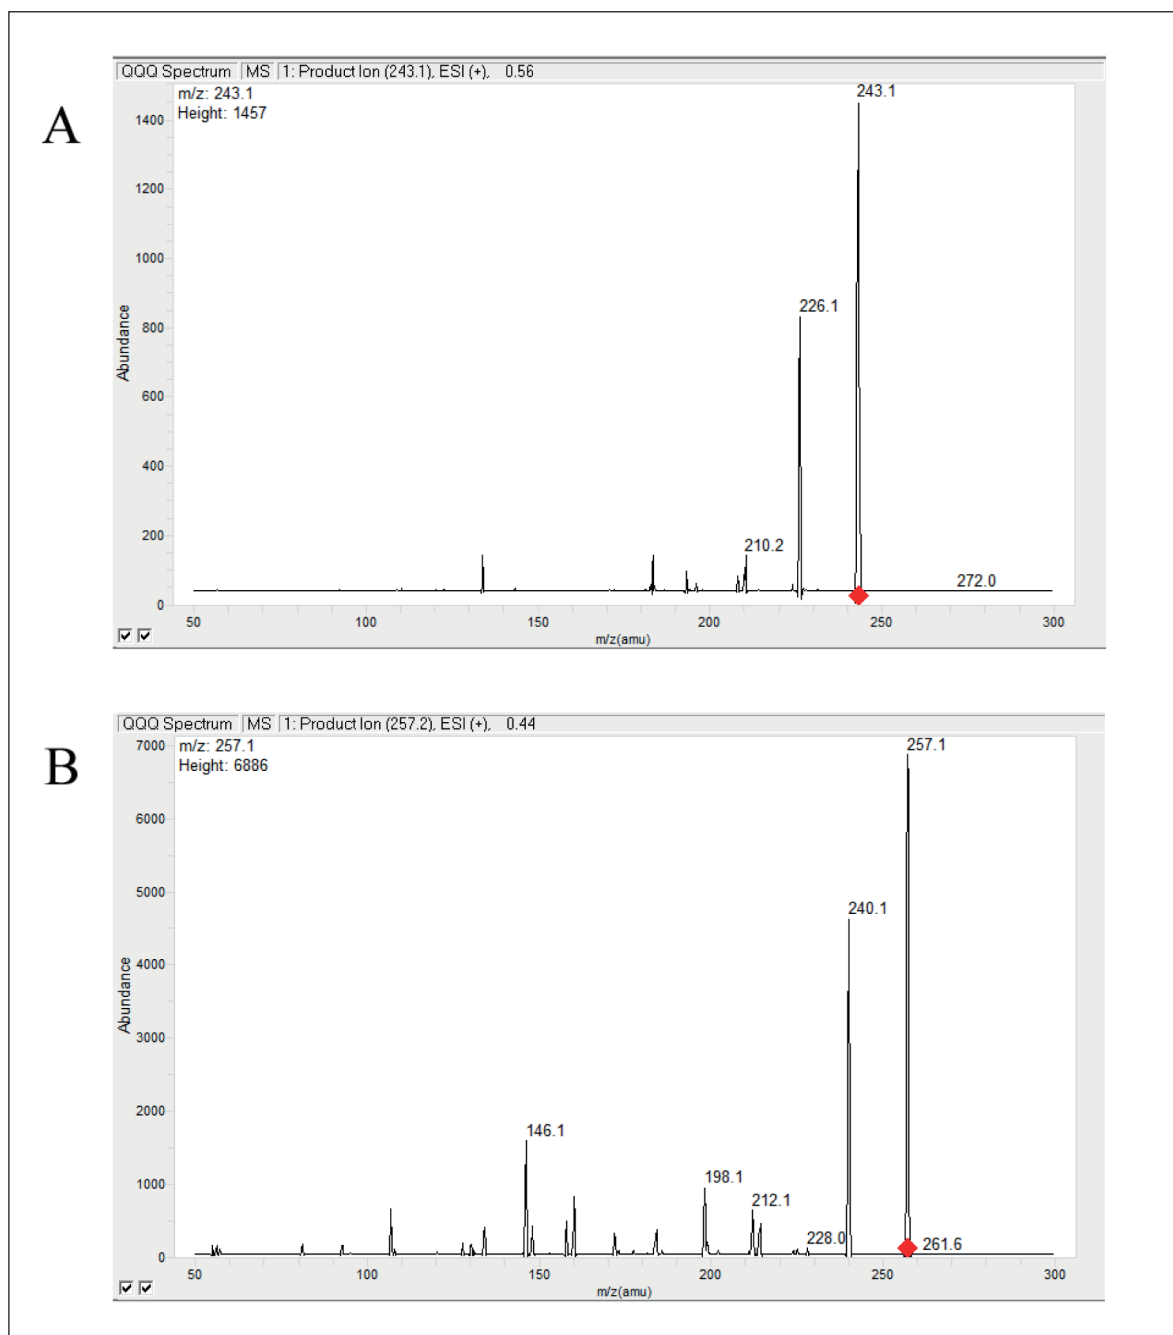 A
QQQ Spectrum MS 1: Product Ion (243.1), ESI (+), 0.56
m/z: 243.1
Height: 1457
243.1
226.1
210.2
272.0
Abundance
1400
1200
1000
800
600
400
200
0
50 100 150 200 250 300
m/z(amu)
B
QQQ Spectrum MS 1: Product Ion (257.2), ESI (+), 0.44
m/z: 257.1
Height: 6886
257.1
240.1
146.1
198.1
212.1
228.0
261.6
Abundance
7000
6000
5000
4000
3000
2000
1000
0
50 100 150 200 250 300
m/z(amu)